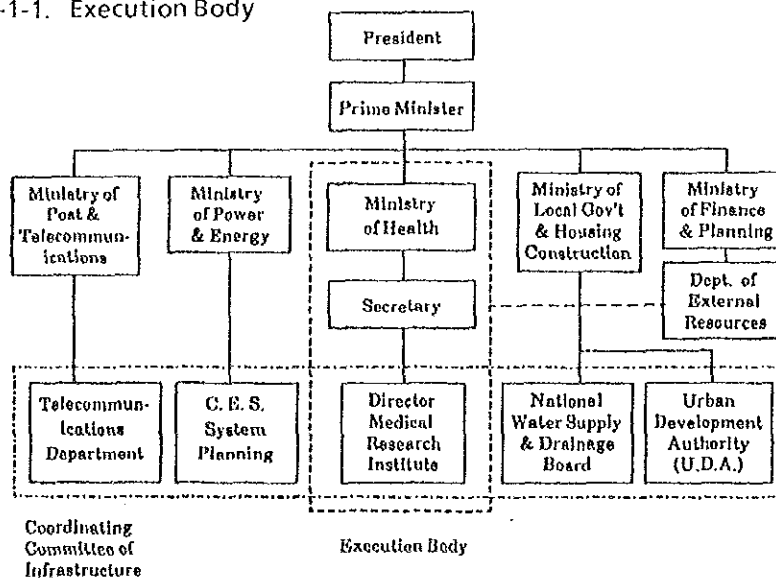 -1-1. Execution Body
President
Prime Minister
Ministry of
Post &
Telecommun-
ications
Ministry
of Power
& Energy
Ministry
of Health
Ministry of
Local Gov't
& Housing
Construction
Ministry
of Finance
& Planning
Secretary
Dept. of
External
Resources
Telecommun-
ications
Department
C. E. S.
System
Planning
Director
Medical
Research
Institute
National
Water Supply
& Drainage
Board
Urban
Development
Authority
(U.D.A.)
Coordinating
Committee of
Infrastructure
Execution Body